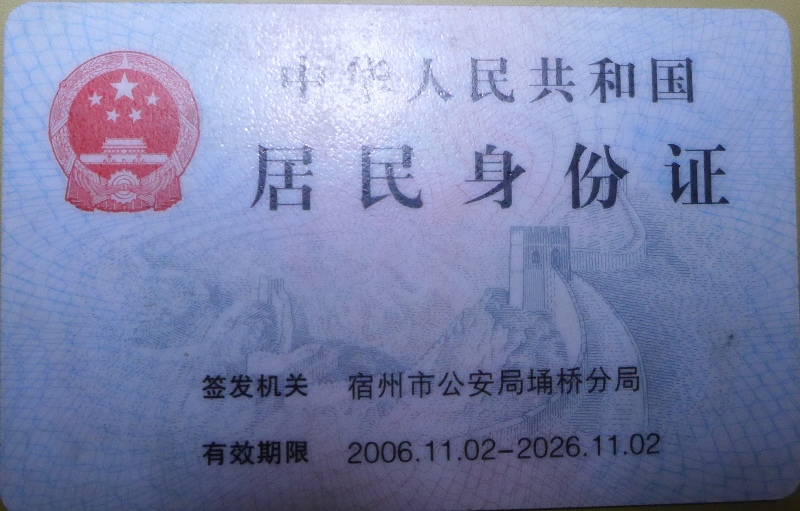 中华人民共和国
居民身份证
签发机关 宿州市公安局埇桥分局
有效期限 2006.11.02-2026.11.02